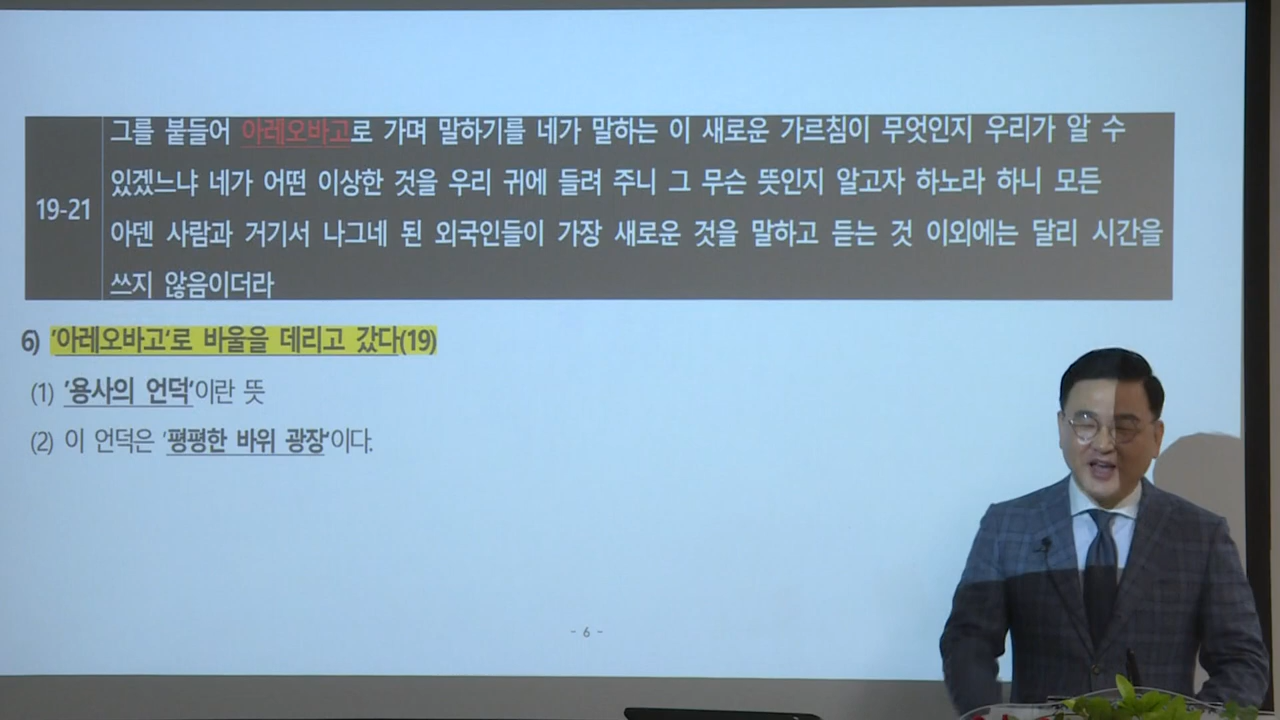 그를 붙들어 아레오바고로 가며 말하기를 네가 말하는 이 새로운 가르침이 무엇인지 우리가 알 수
19-21
있겠느냐 네가 어떤 이상한 것을 우리 귀에 들려 주니 그 무슨 뜻인지 알고자 하노라 하니 모든
아덴 사람과 거기서 나그네 된 외국인들이 가장 새로운 것을 말하고 듣는 것 이외에는 달리 시간을
쓰지 않음이더라
6) '아레오바고'로 바울을 데리고 갔다(19)
(1) '용사의 언덕'이란 뜻
(2) 이 언덕은 '평평한 바위 광장'이다.
- 6 -